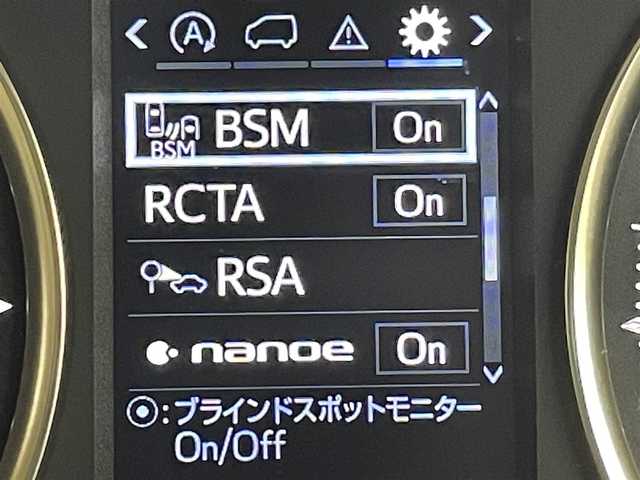 A
BSM BSM On
RCTA On
RSA
nanoe On
⦿:ブラインドスポットモニター
On/Off